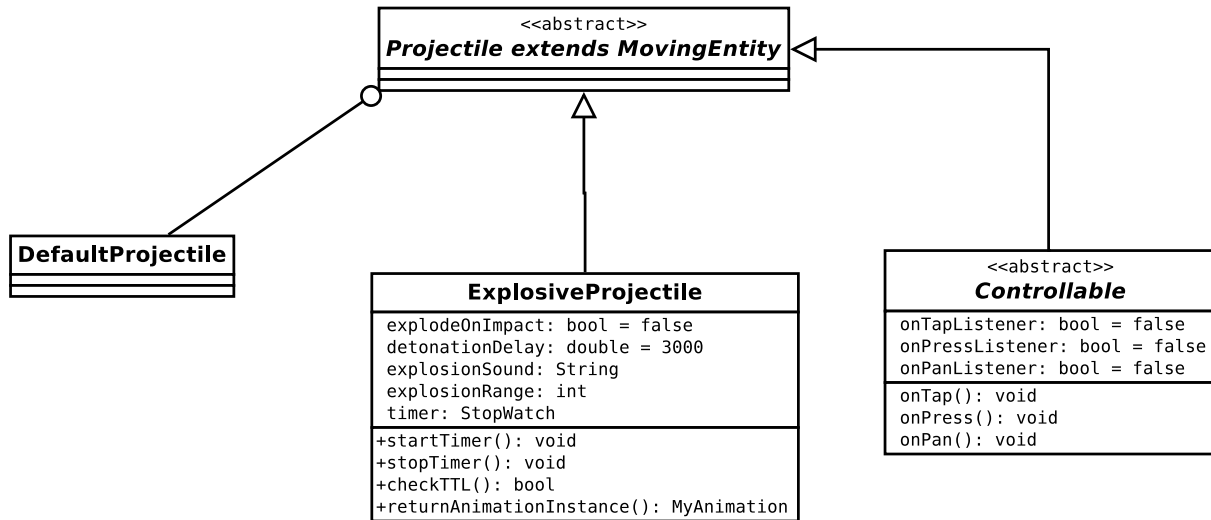 <<abstract>>
Projectile extends MovingEntity
DefaultProjectile
ExplosiveProjectile
explodeOnImpact: bool = false
detonationDelay: double = 3000
explosionSound: String
explosionRange: int
timer: StopWatch
+startTimer(): void
+stopTimer(): void
+checkTTL(): bool
+returnAnimationInstance(): MyAnimation
<<abstract>>
Controllable
onTapListener: bool = false
onPressListener: bool = false
onPanListener: bool = false
onTap(): void
onPress(): void
onPan(): void